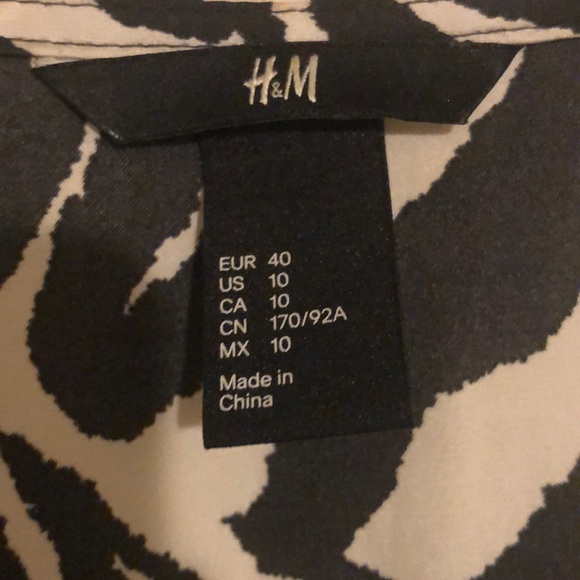 H&M
EUR 40
US 10
CA 10
CN 170/92A
MX 10
Made in
China